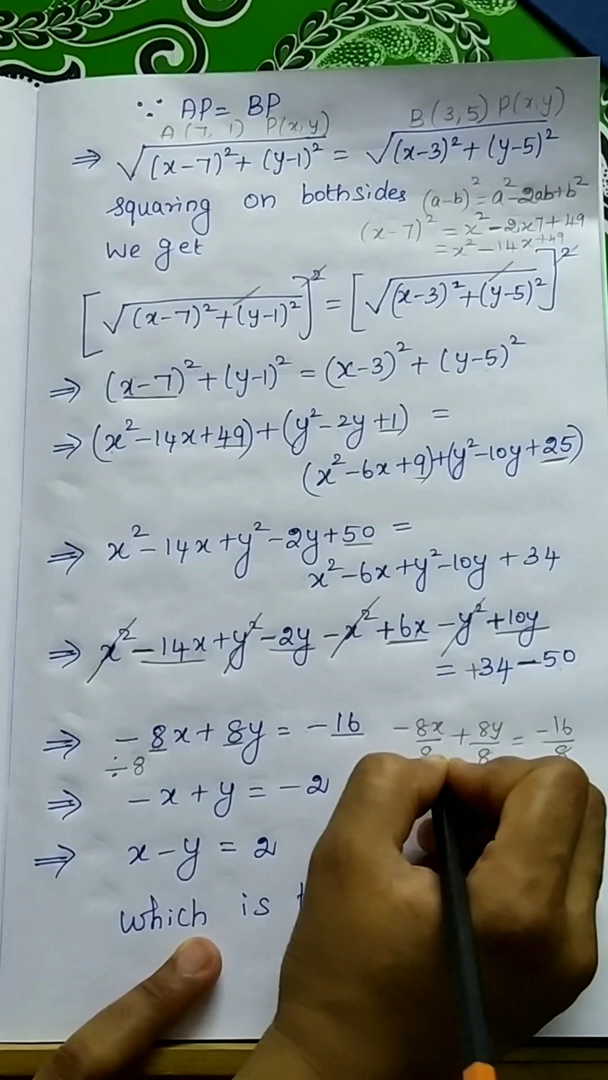 ∵ AP = BP
A(7, 1) P(x,y) B(3,5) P(x,y)
⇒ √(x-7)² + (y-1)² = √(x-3)² + (y-5)²
squaring on bothsides (a-b)² = a²-2ab+b²
(x-7)² = x²-2x7+49
we get = x²-14x+49
[√(x-7)²+(y-1)²]² = [√(x-3)²+(y-5)²]²
⇒ (x-7)²+(y-1)² = (x-3)²+(y-5)²
⇒ (x²-14x+49)+(y²-2y+1) =
(x²-6x+9)+(y²-10y+25)
⇒ x²-14x+y²-2y+50 =
x²-6x+y²-10y+34
⇒ x²-14x+y²-2y-x²+6x-y²+10y
= +34-50
⇒ -8x+8y = -16 -8x/8 + 8y/8 = -16/8
÷8
⇒ -x+y = -2
⇒ x-y = 2
which is